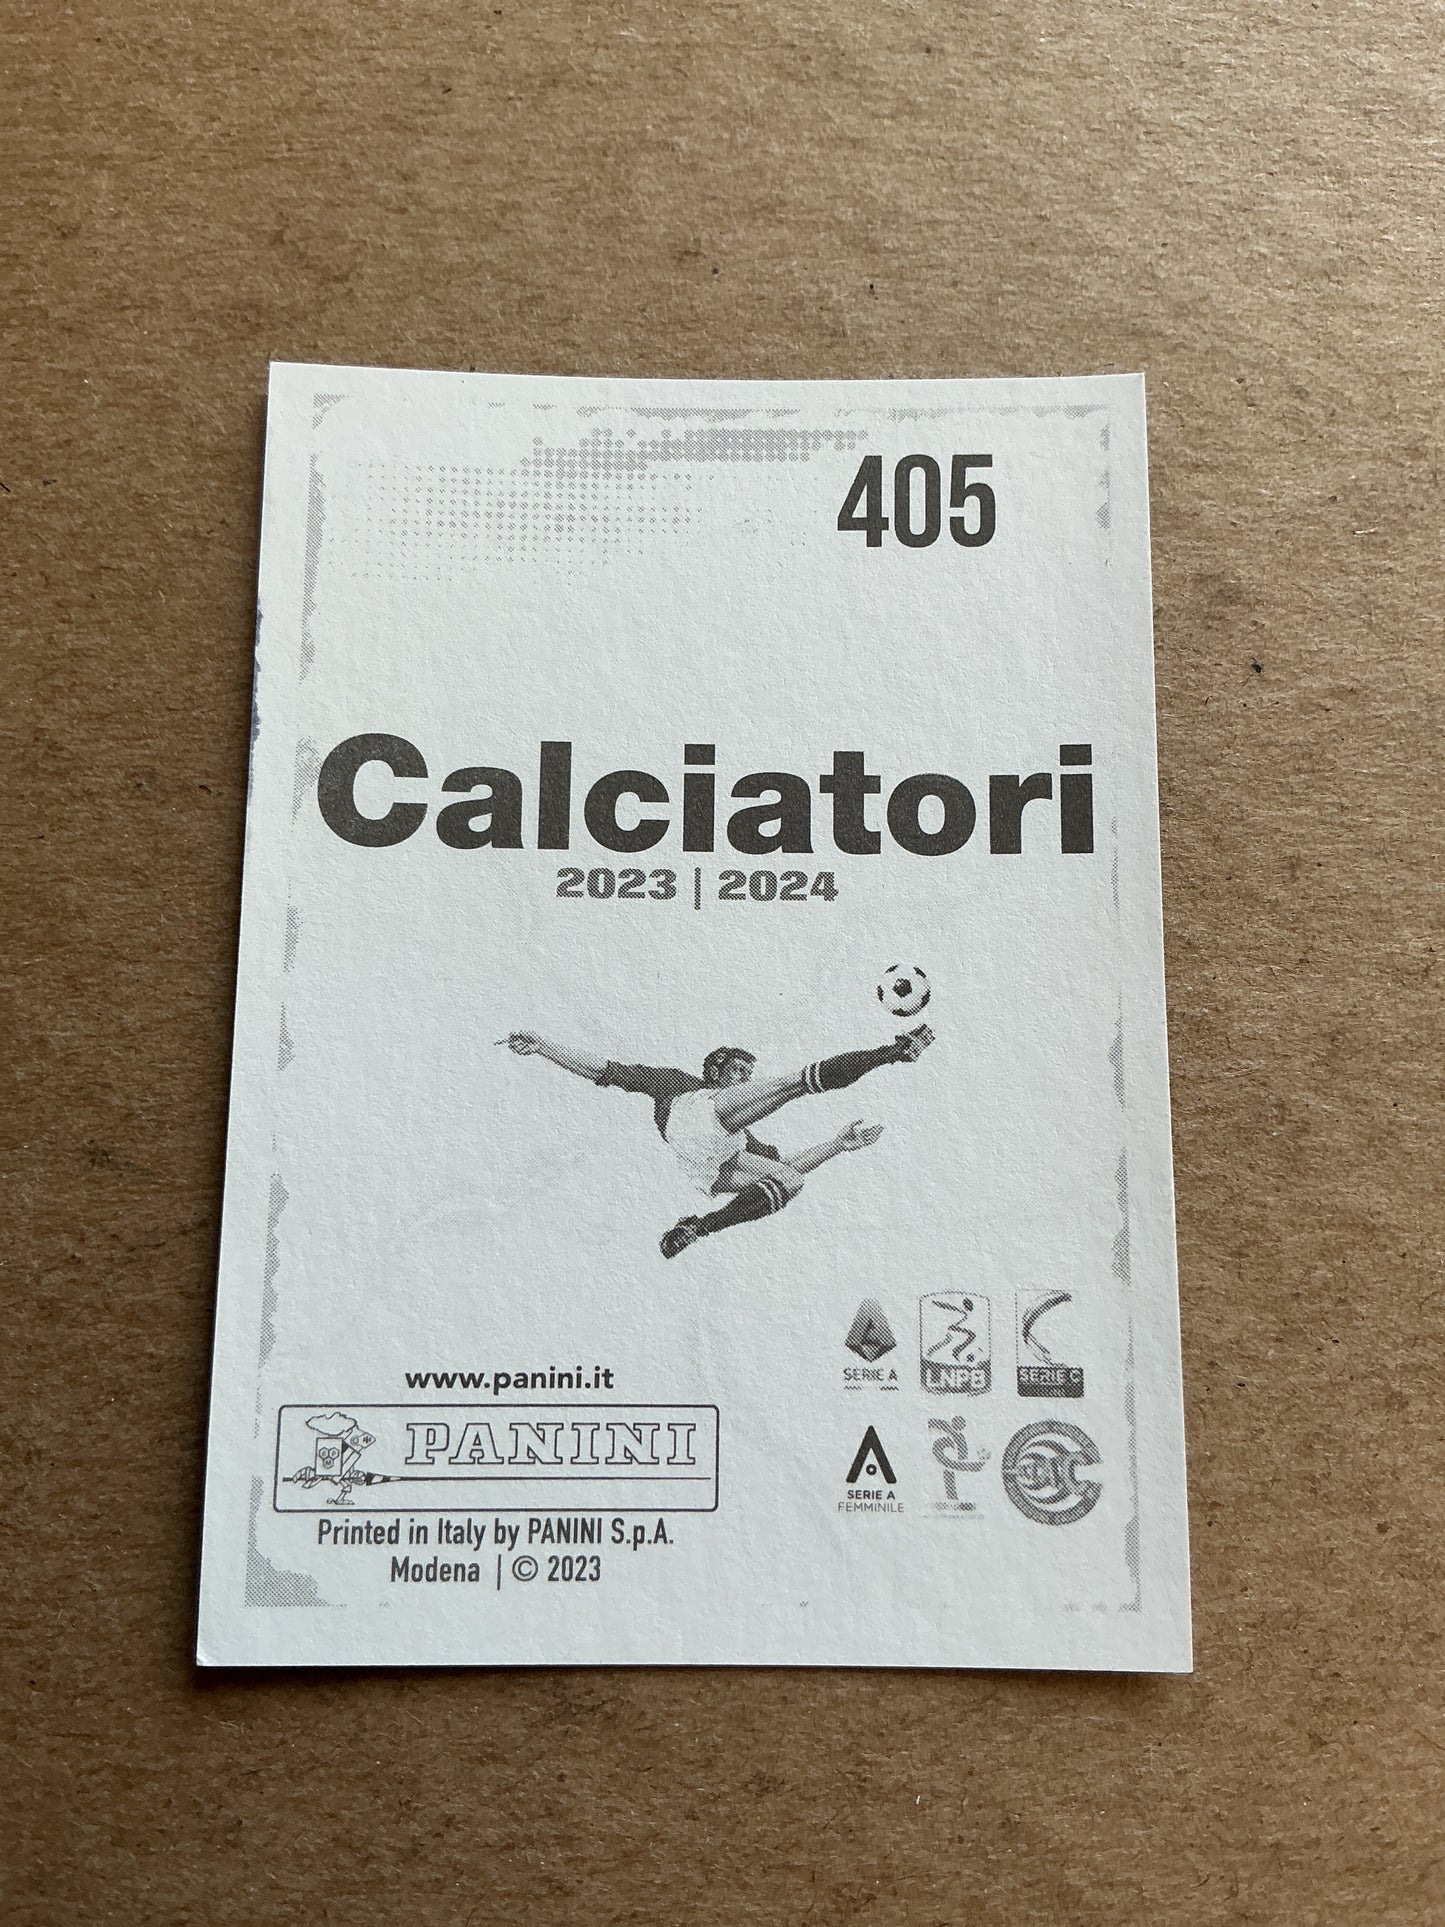 405
Calciatori
2023 | 2024
www.panini.it
PANINI
Printed in Italy by PANINI S.p.A.
Modena | © 2023
SERIE A
LNPB
SERIE C
SERIE A
FEMMINILE